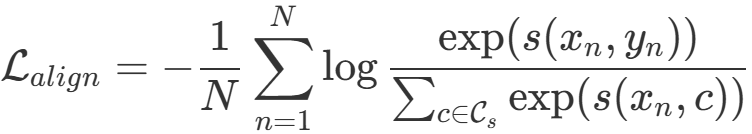 $\mathcal{L}_{align} = -\frac{1}{N} \sum_{n=1}^{N} \log \frac{\exp(s(x_n, y_n))}{\sum_{c \in \mathcal{C}_s} \exp(s(x_n, c))}$